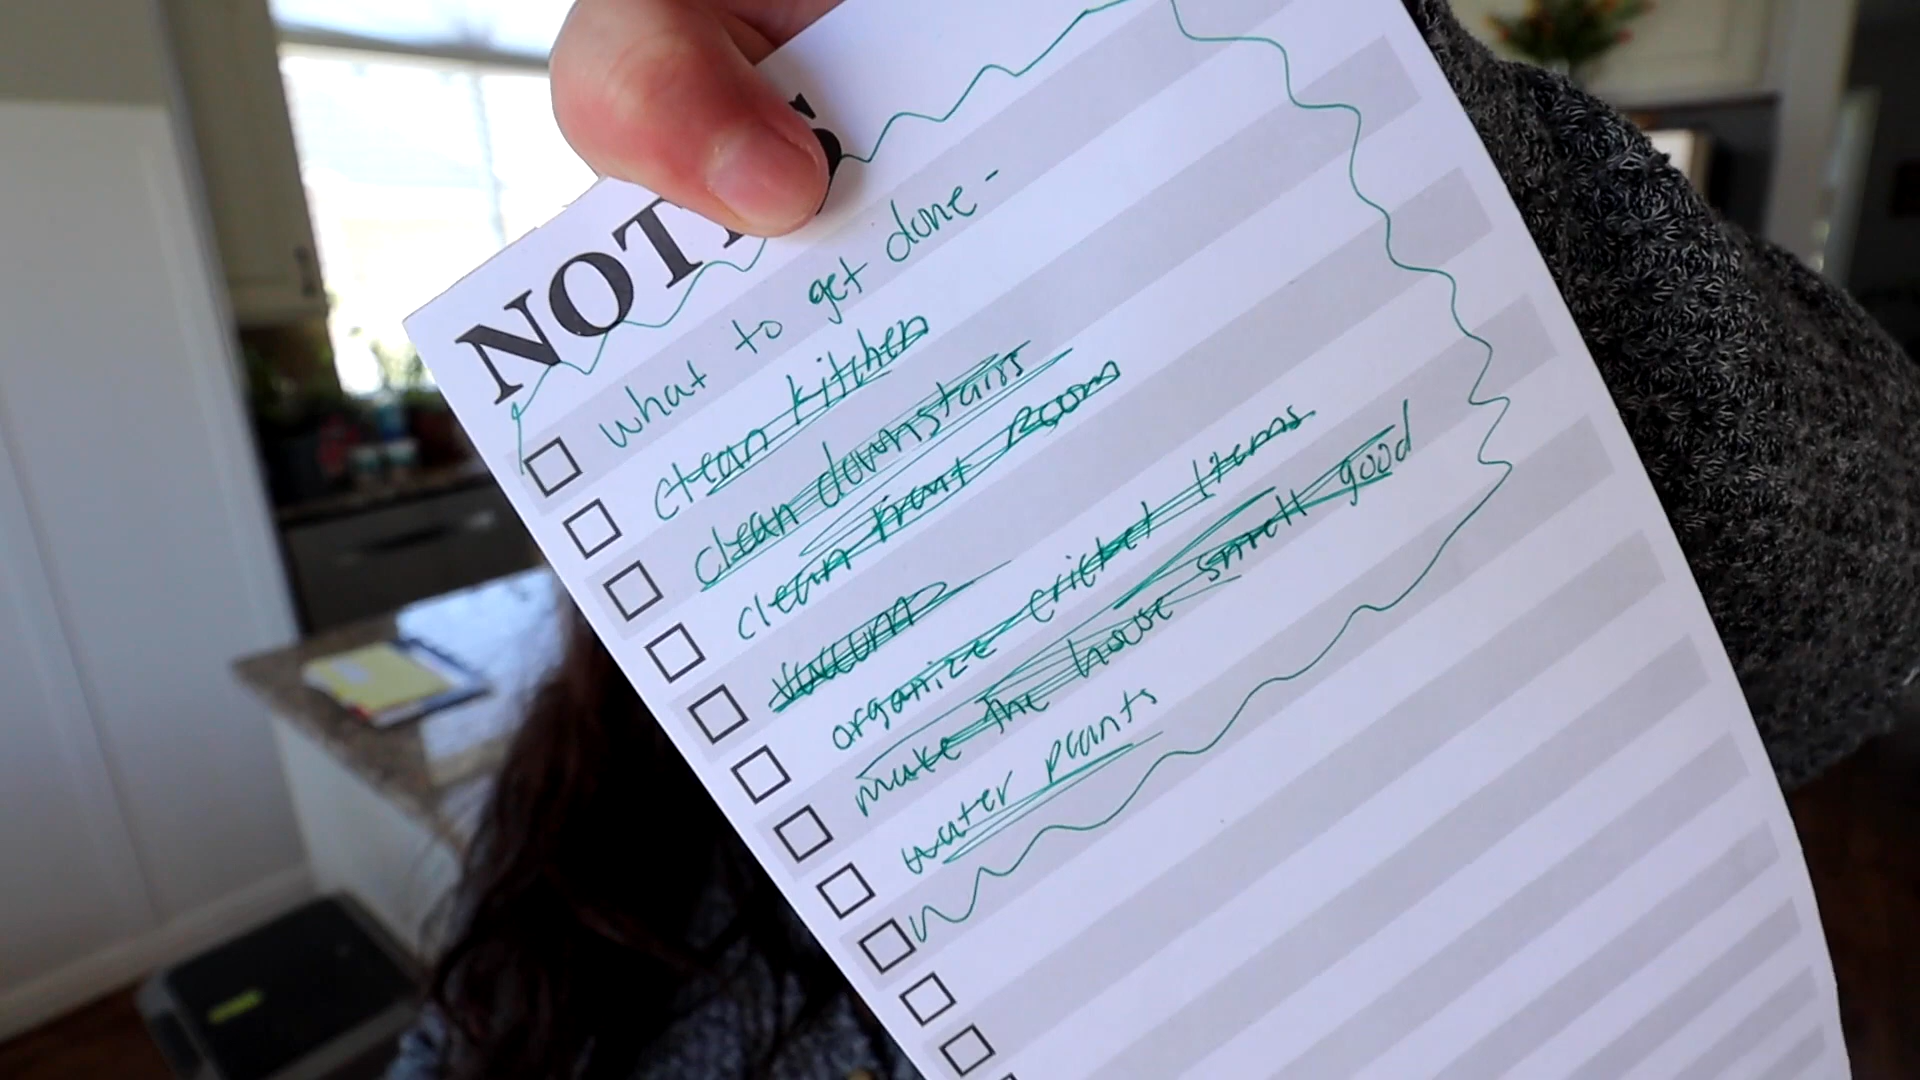 NOTES
what to get done -
clean kitchen
clean downstairs
clean front room
vaccum
organize cricket items
make the house smell good
water plants